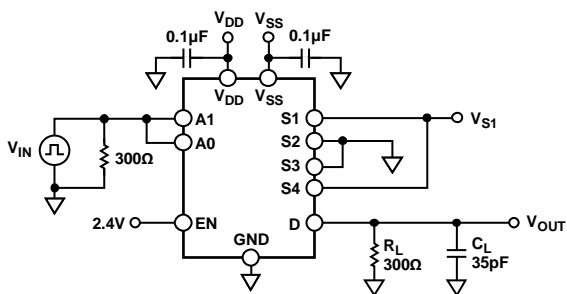 V_DD V_SS
0.1µF 0.1µF
V_DD V_SS
A1 S1 V_S1
V_IN A0 S2
300Ω S3
S4
2.4V EN D V_OUT
GND R_L C_L
300Ω 35pF